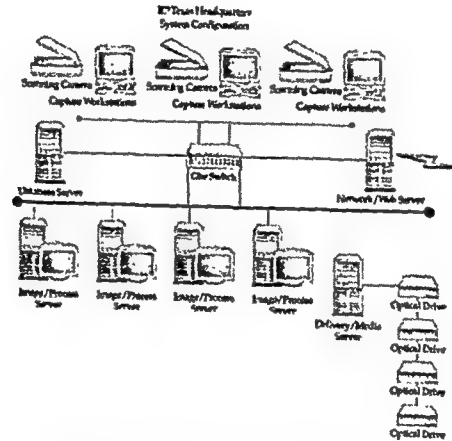 Texas Headquarters
System Configuration
Scanning Camera
Capture Workstations
Scanning Camera
Capture Workstations
Scanning Camera
Capture Workstations
Database Server
Switch
Network/Web Server
Image/Process
Server
Image/Process
Server
Image/Process
Server
Image/Process
Server
Delivery/Media
Server
Optical Drive
Optical Drive
Optical Drive
Optical Drive